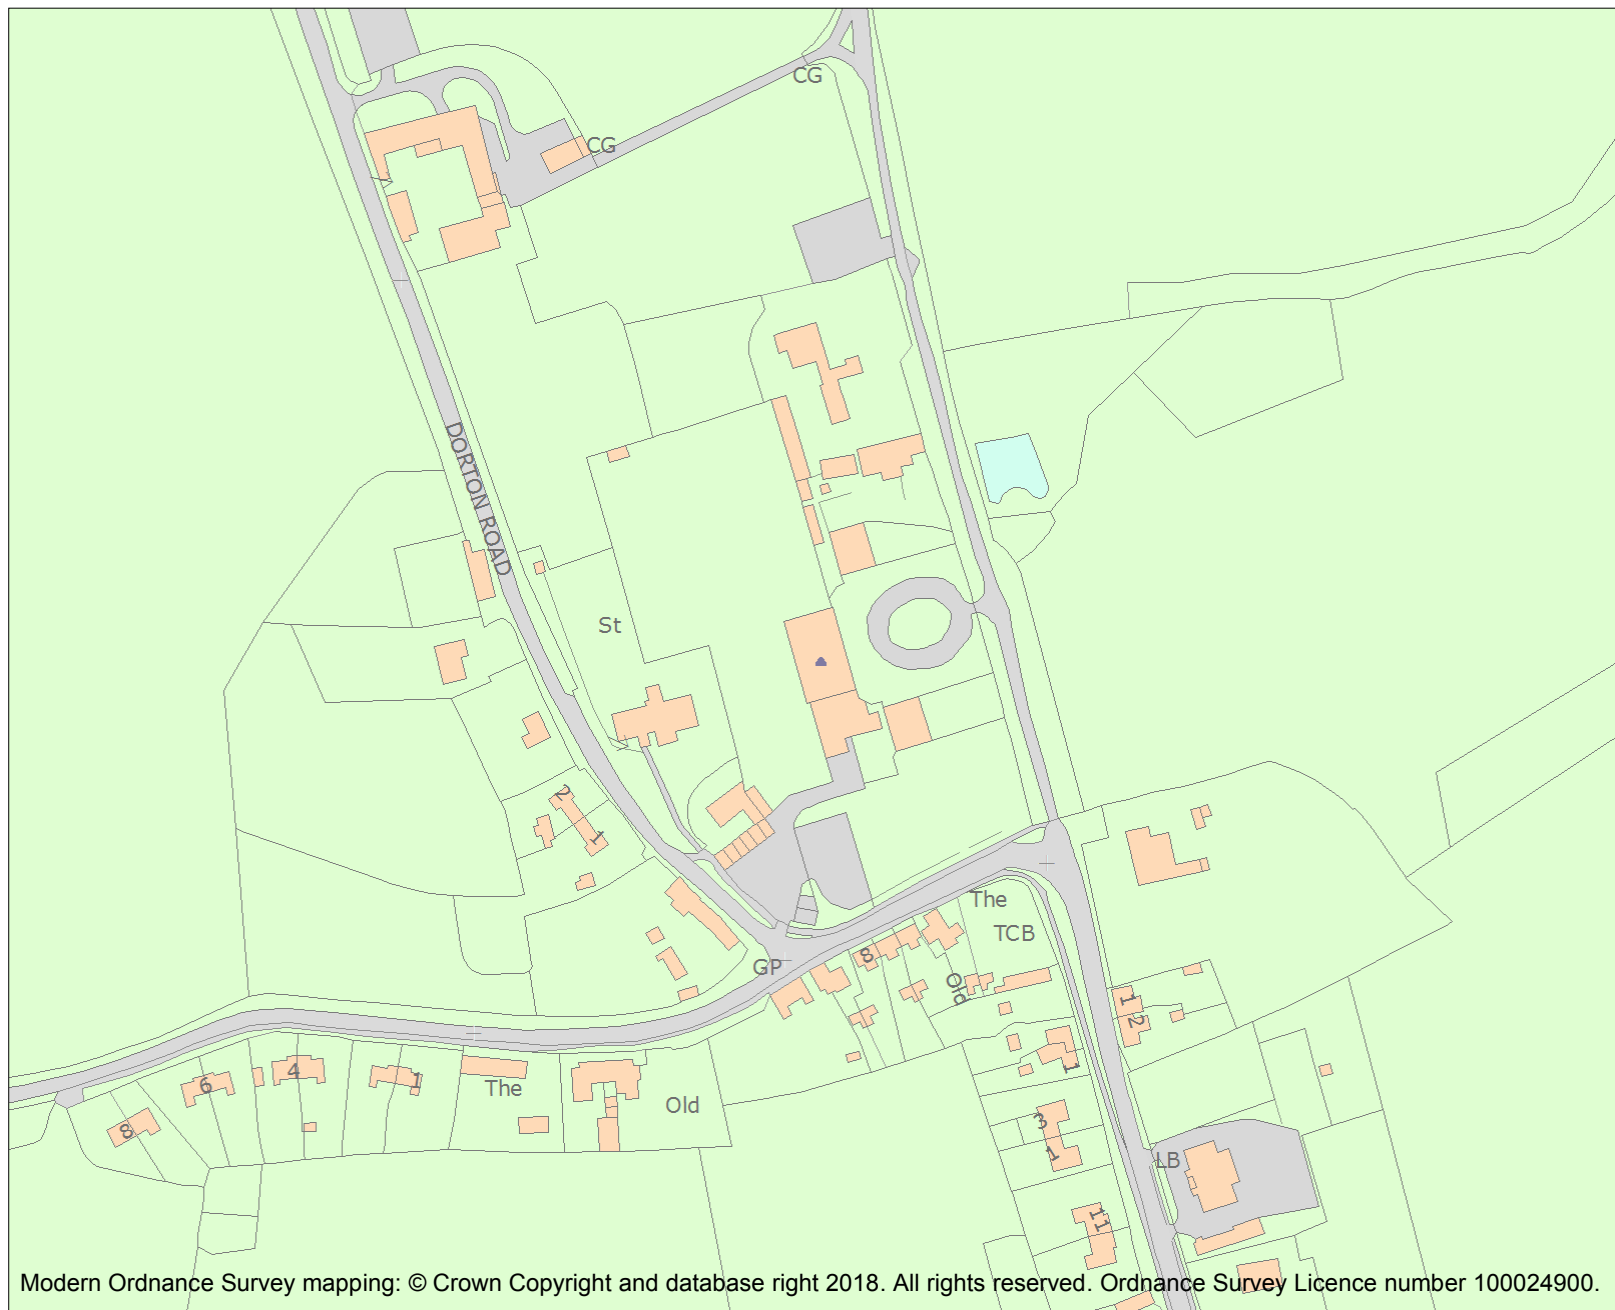 CG
CG
DORTON ROAD
St
2
1
The
TCB
8
GP
Old
1
2
6
4
1
The
Old
8
1
3
1
LB
11
Modern Ordnance Survey mapping: © Crown Copyright and database right 2018. All rights reserved. Ordnance Survey Licence number 100024900.